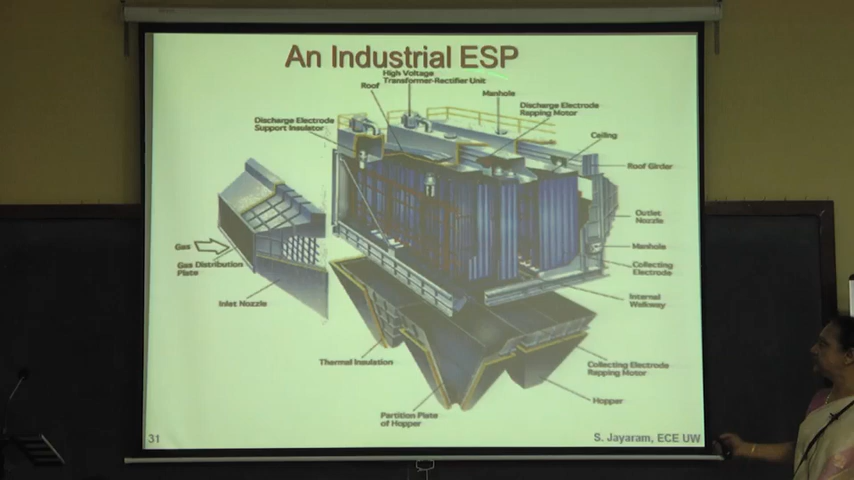 An Industrial ESP
High Voltage
Transformer-Rectifier Unit
Roof
Manhole
Discharge Electrode
Rapping Motor
Discharge Electrode
Support Insulator
Ceiling
Roof Girder
Outlet
Nozzle
Gas
Manhole
Gas Distribution
Plate
Collecting
Electrode
Inlet Nozzle
Internal
Walkway
Thermal Insulation
Collecting Electrode
Rapping Motor
Hopper
Partition Plate
of Hopper
31
S. Jayaram, ECE UW